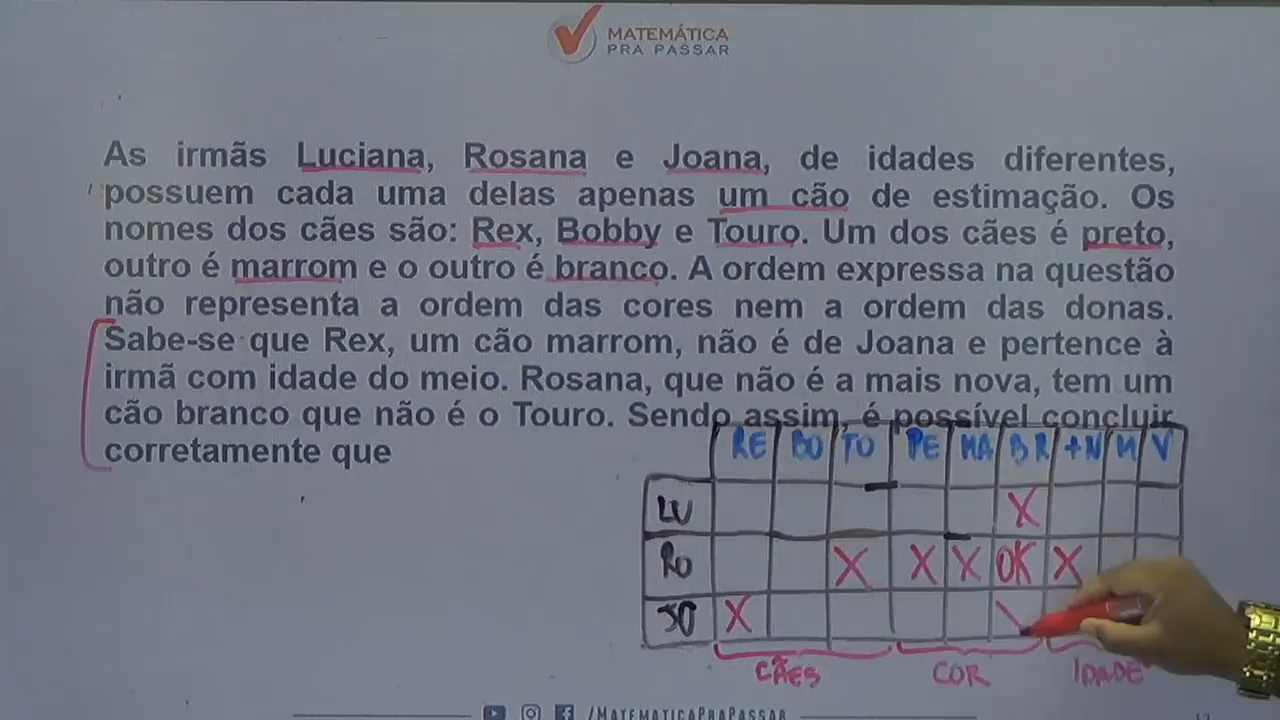 MATEMÁTICA
PRA PASSAR
As irmãs Luciana, Rosana e Joana, de idades diferentes,
possuem cada uma delas apenas um cão de estimação. Os
nomes dos cães são: Rex, Bobby e Touro. Um dos cães é preto,
outro é marrom e o outro é branco. A ordem expressa na questão
não representa a ordem das cores nem a ordem das donas.
Sabe-se que Rex, um cão marrom, não é de Joana e pertence à
irmã com idade do meio. Rosana, que não é a mais nova, tem um
cão branco que não é o Touro. Sendo assim, é possível concluir
corretamente que
RE BO TO PE MA BR +N M V
LU X
RO X X X OK X
JO X
CÃES COR IDADE
/MATEMATICAPRAPASSAR